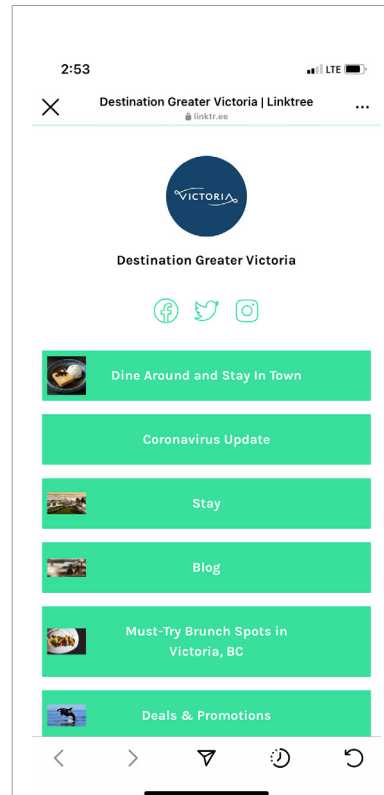 2:53
LTE
Destination Greater Victoria | Linktree
linktr.ee
VICTORIA
Destination Greater Victoria
Dine Around and Stay In Town
Coronavirus Update
Stay
Blog
Must-Try Brunch Spots in
Victoria, BC
Deals & Promotions